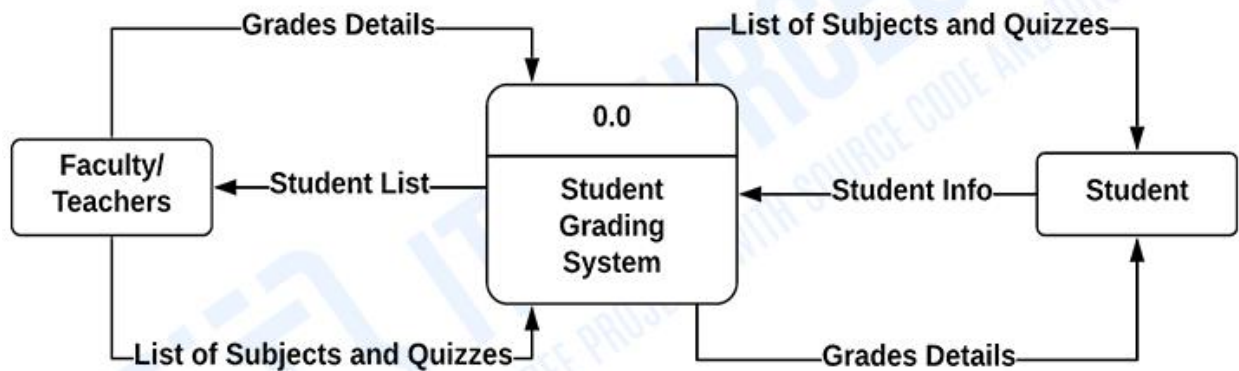 Grades Details
List of Subjects and Quizzes
0.0
Faculty/
Teachers
Student List
Student
Grading
System
Student Info
Student
List of Subjects and Quizzes
Grades Details